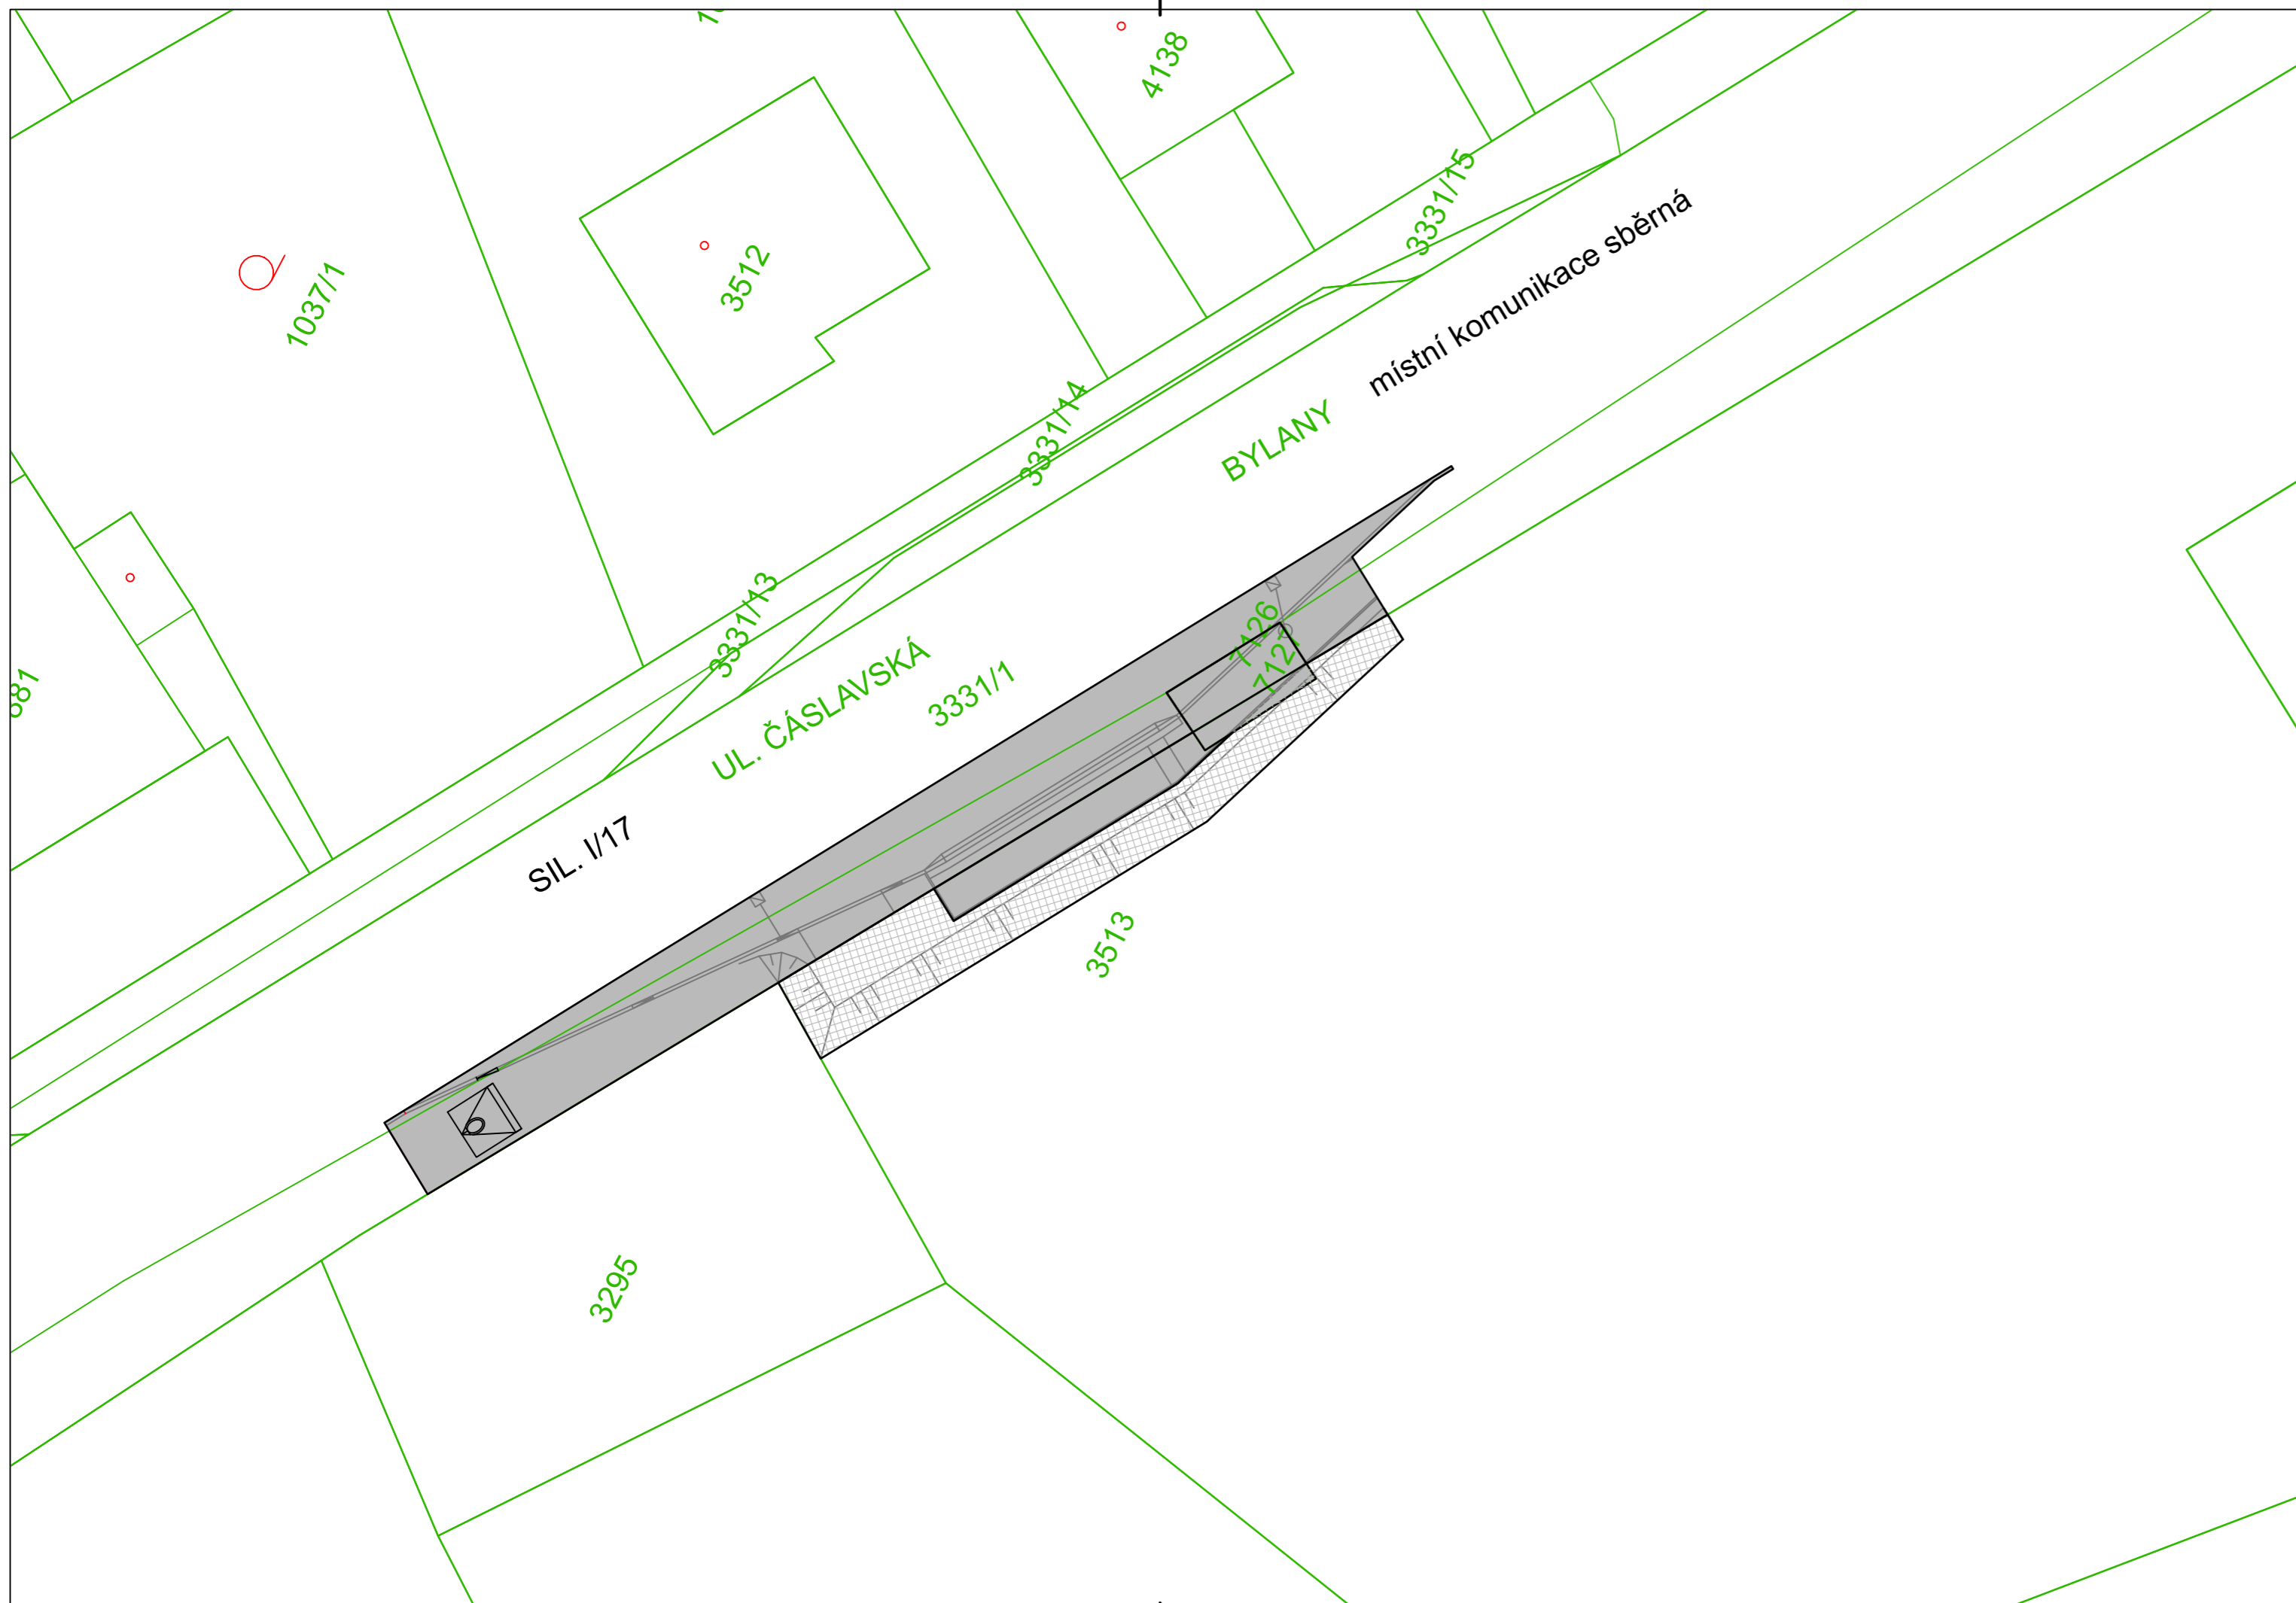 4138
3331/15
místní komunikace sběrná
3512
1037/1
3331/14
BYLANY
3331/13
7126
UL. ČÁSLAVSKÁ
3331/1
SIL. I/17
3513
3295